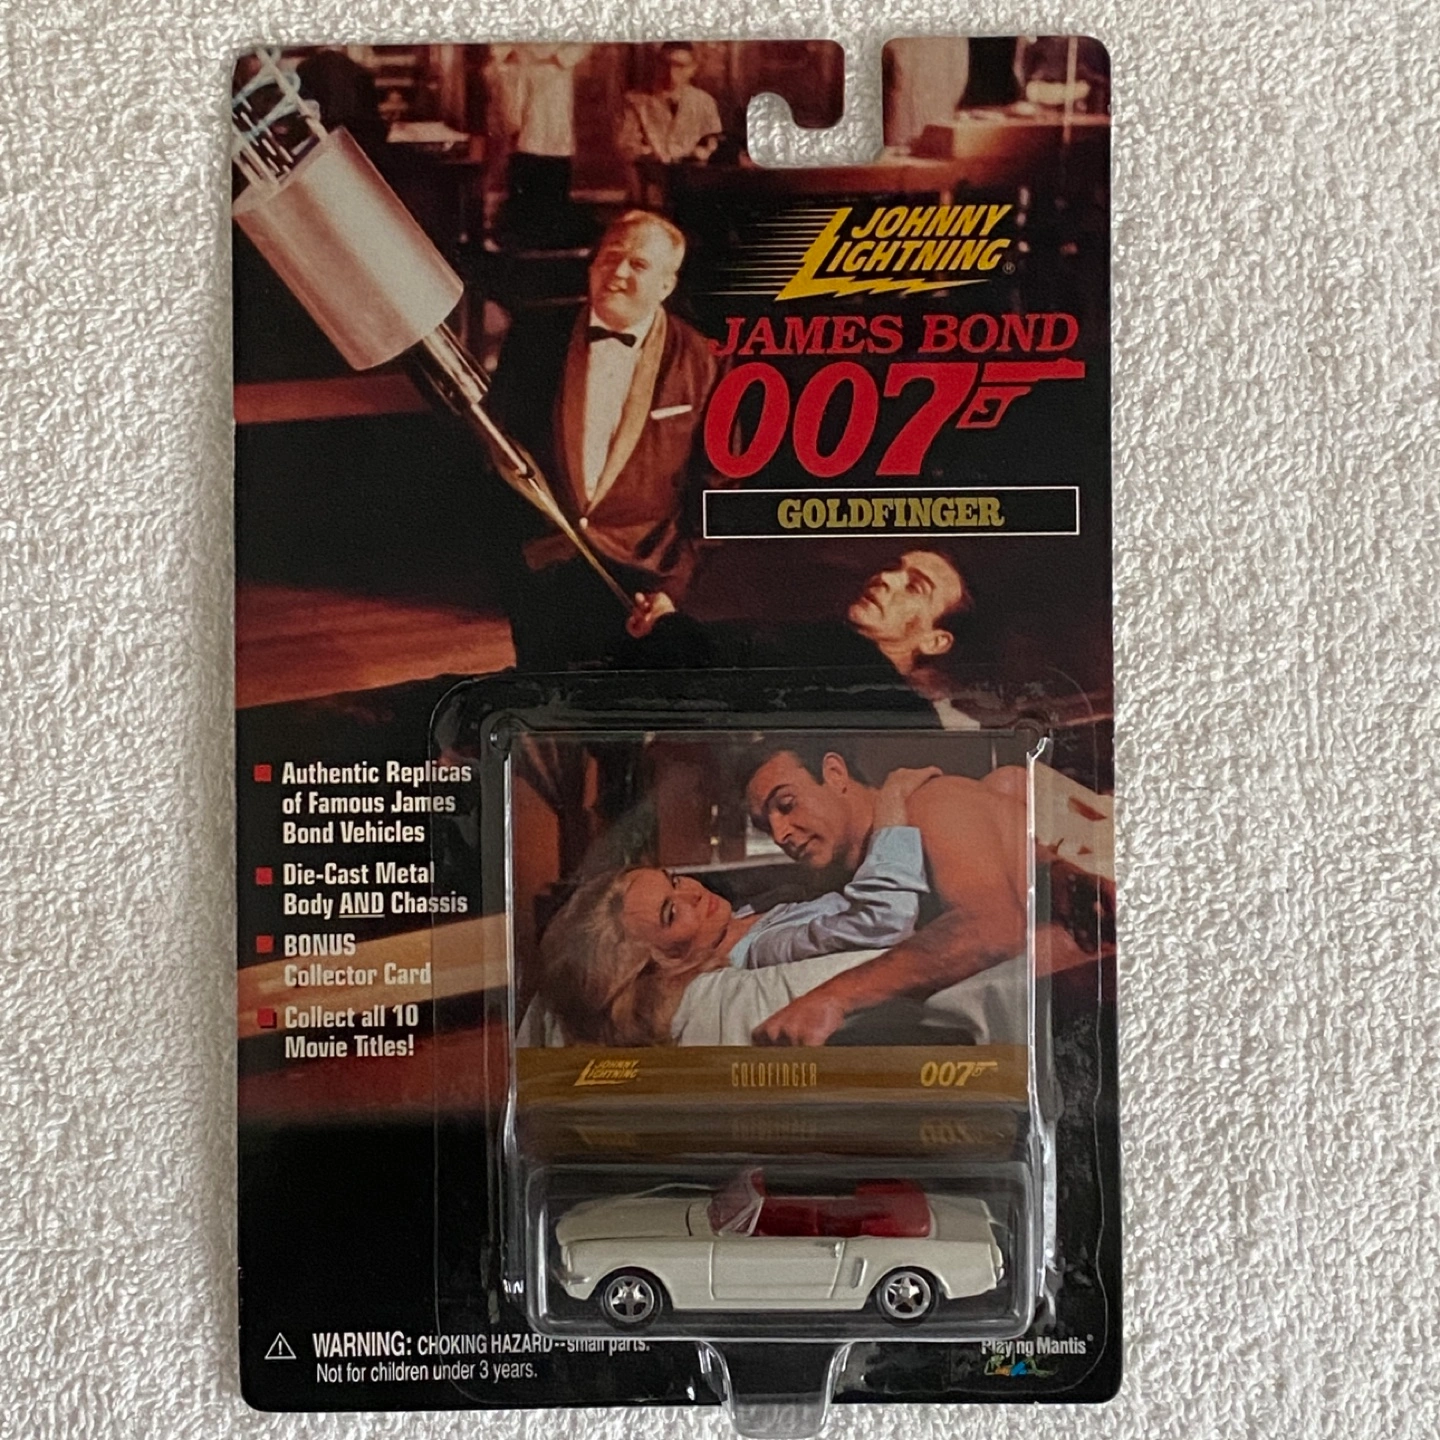 JOHNNY
LIGHTNING®
JAMES BOND
007
GOLDFINGER
Authentic Replicas
of Famous James
Bond Vehicles
Die-Cast Metal
Body AND Chassis
BONUS
Collector Card
Collect all 10
Movie Titles!
JOHNNY
LIGHTNING
GOLDFINGER
007
WARNING: CHOKING HAZARD--small parts.
Not for children under 3 years.
Playing Mantis®